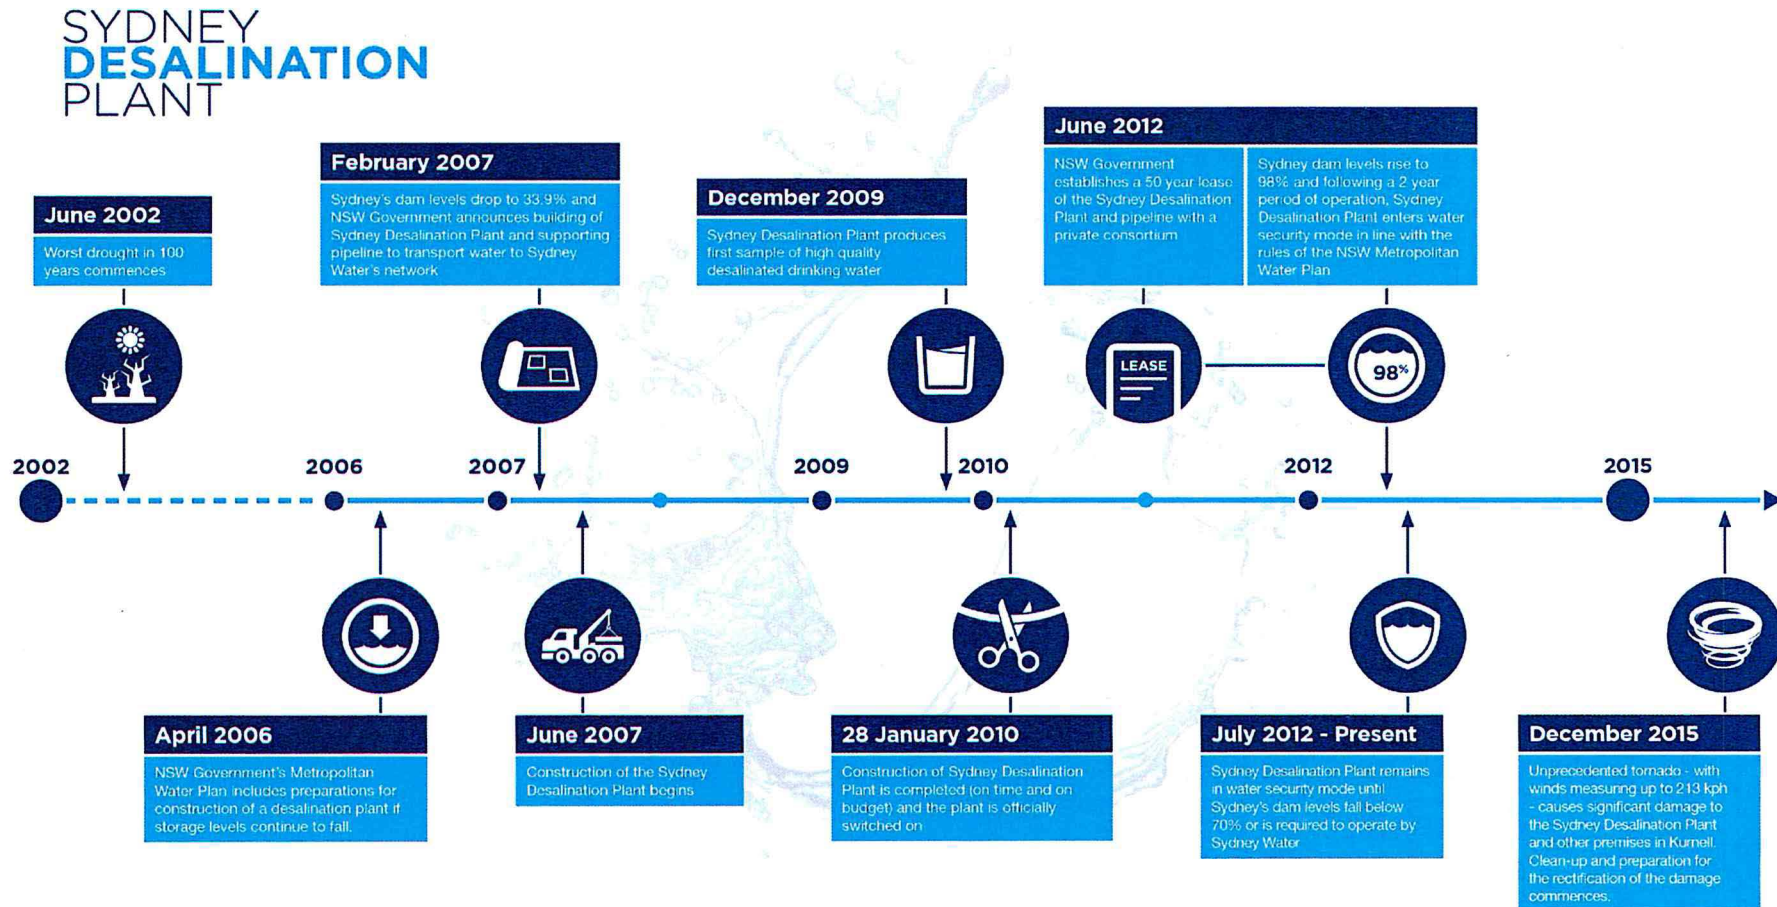 SYDNEY
DESALINATION
PLANT
June 2002
Worst drought in 100
years commences
February 2007
Sydney's dam levels drop to 33.9% and
NSW Government announces building of
Sydney Desalination Plant and supporting
pipeline to transport water to Sydney
Water's network
December 2009
Sydney Desalination Plant produces
first sample of high quality
desalinated drinking water
June 2012
NSW Government
establishes a 50 year lease
of the Sydney Desalination
Plant and pipeline with a
private consortium
Sydney dam levels rise to
98% and following a 2 year
period of operation, Sydney
Desalination Plant enters water
security mode in line with the
rules of the NSW Metropolitan
Water Plan
LEASE
98%
2002
2006
2007
2009
2010
2012
2015
April 2006
NSW Government's Metropolitan
Water Plan includes preparations for
construction of a desalination plant if
storage levels continue to fall.
June 2007
Construction of the Sydney
Desalination Plant begins
28 January 2010
Construction of Sydney Desalination
Plant is completed (on time and on
budget) and the plant is officially
switched on
July 2012 - Present
Sydney Desalination Plant remains
in water security mode until
Sydney's dam levels fall below
70% or is required to operate by
Sydney Water
December 2015
Unprecedented tornado - with
winds measuring up to 213 kph
- causes significant damage to
the Sydney Desalination Plant
and other premises in Kurnell.
Clean-up and preparation for
the rectification of the damage
commences.